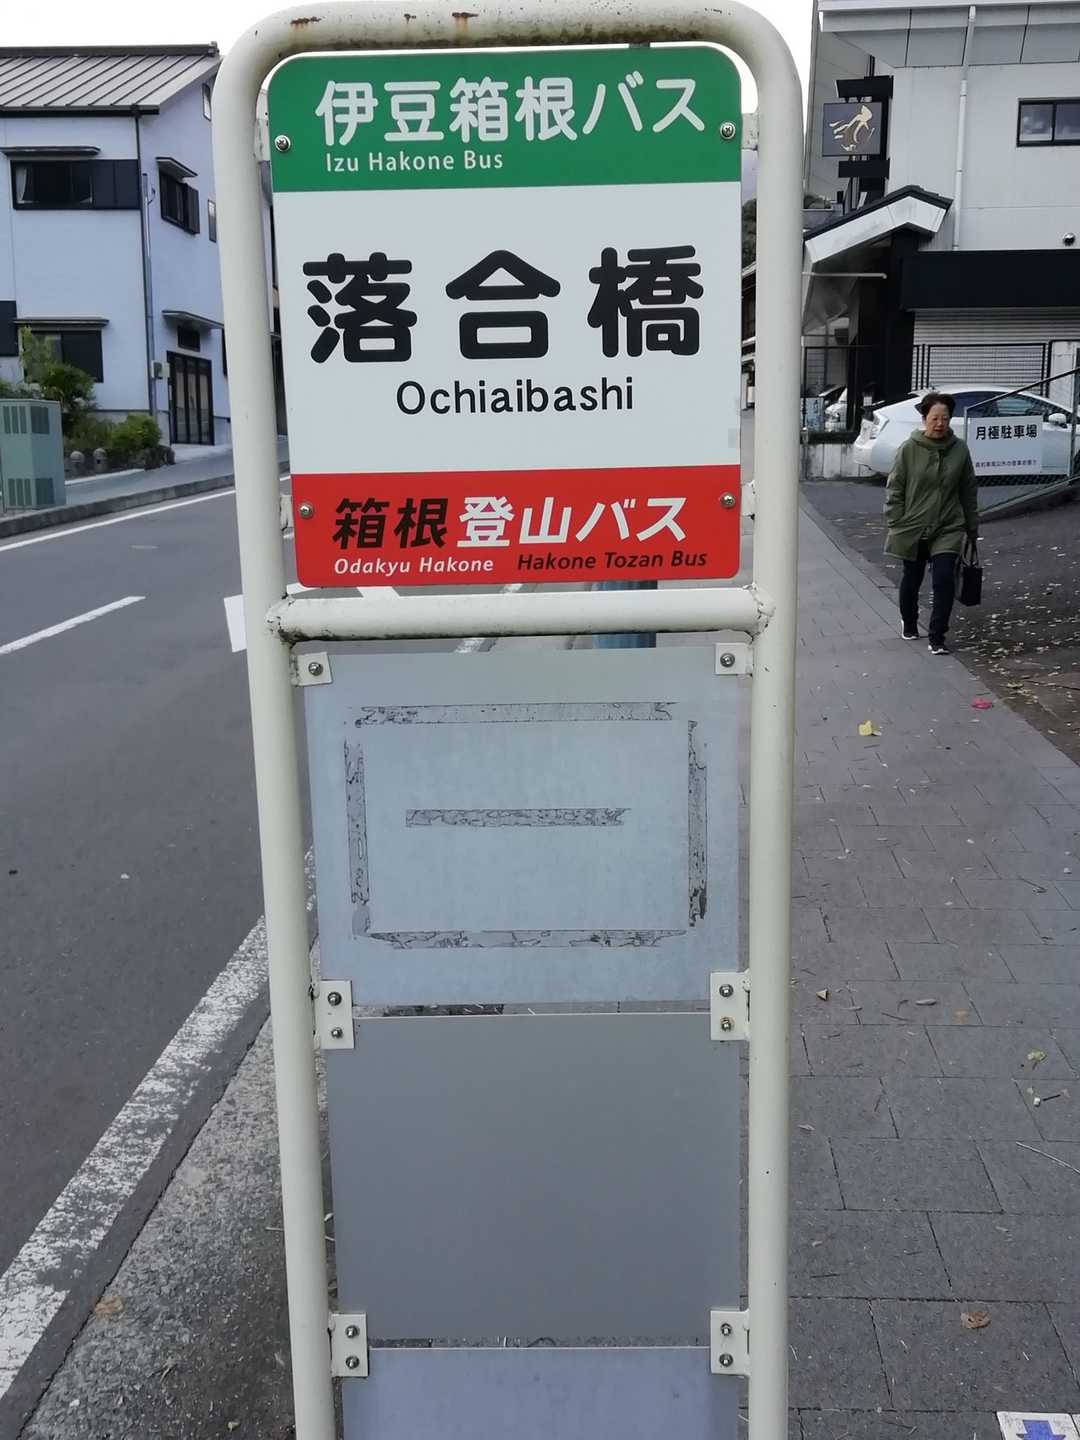 伊豆箱根バス
Izu Hakone Bus
落合橋
Ochiaibashi
箱根登山バス
Odakyu Hakone Hakone Tozan Bus
月極駐車場